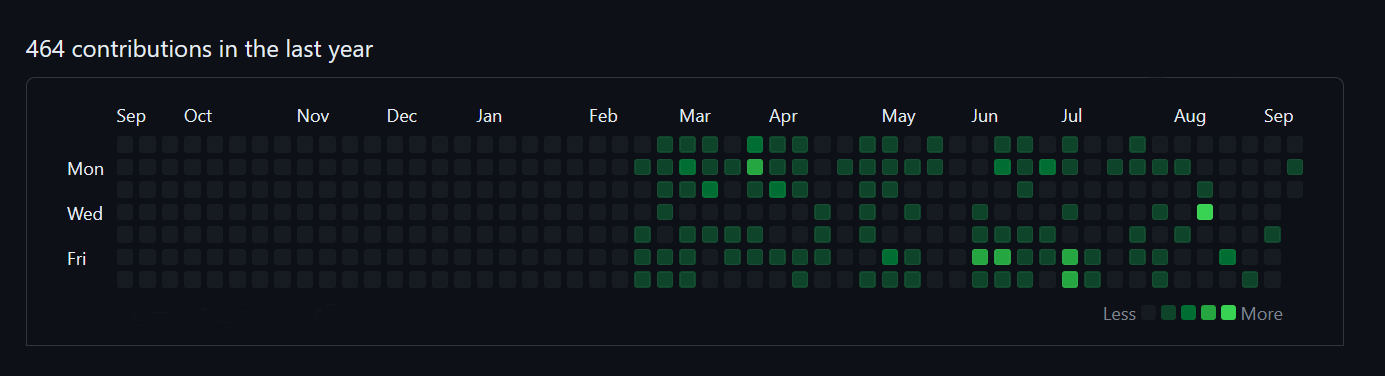 464 contributions in the last year
Sep Oct Nov Dec Jan Feb Mar Apr May Jun Jul Aug Sep
Mon
Wed
Fri
Less More